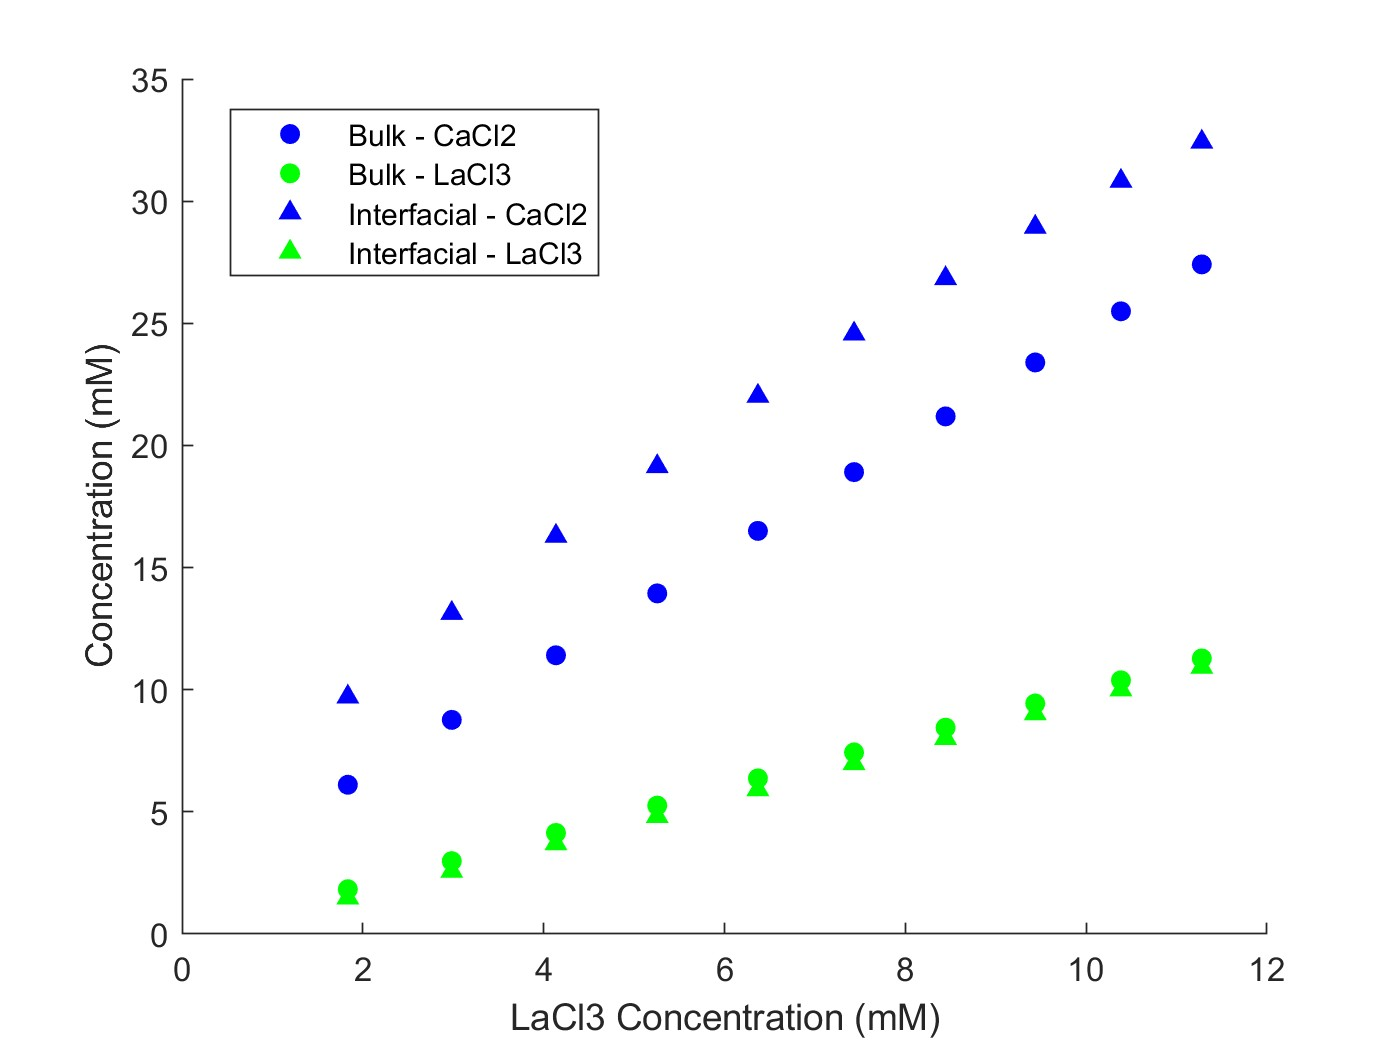 35
30
25
20
15
10
5
0
Concentration (mM)
Bulk - CaCl2
Bulk - LaCl3
Interfacial - CaCl2
Interfacial - LaCl3
0 2 4 6 8 10 12
LaCl3 Concentration (mM)